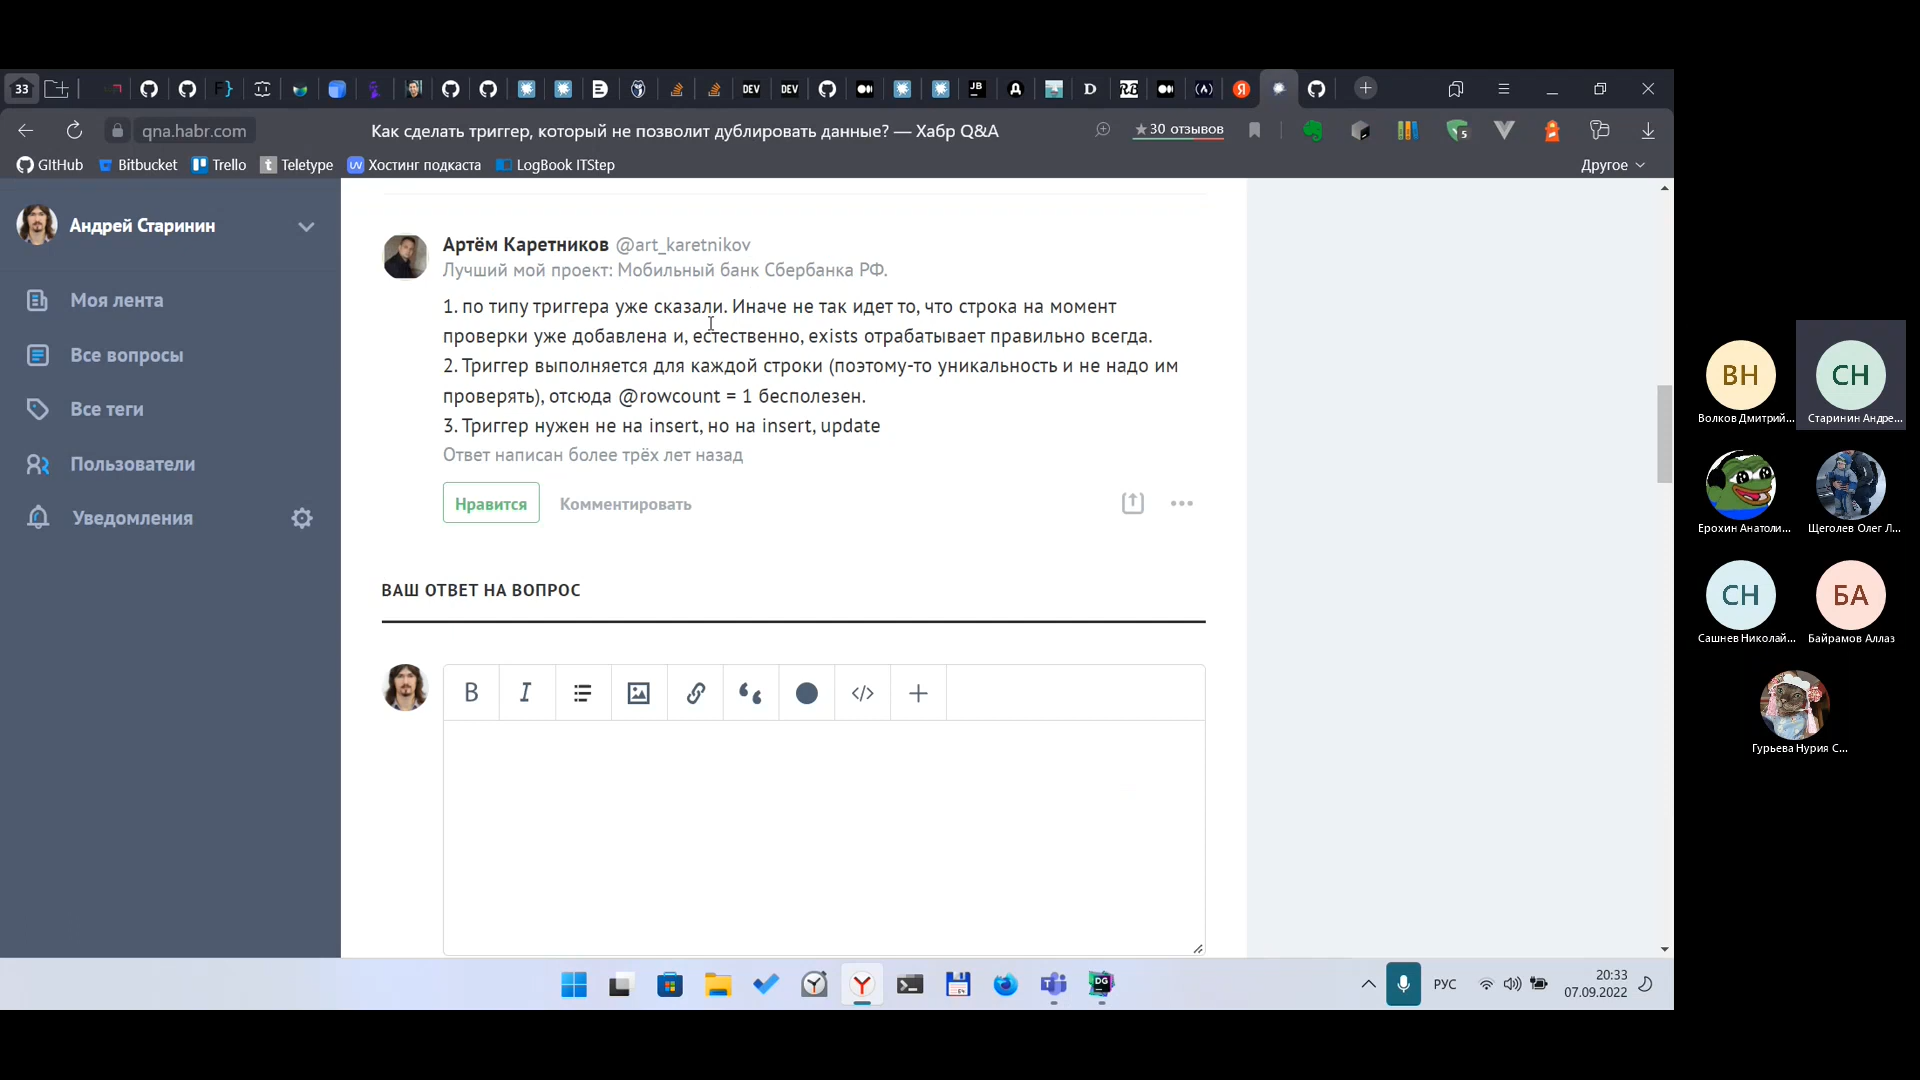 33
DEV
DEV
JB
D
qna.habr.com
Как сделать триггер, который не позволит дублировать данные? — Хабр Q&A
★30 отзывов
GItHub
Bitbucket
Trello
Teletype
Хостинг подкаста
LogBook ITStep
Другое
Андрей Старинин
Моя лента
Все вопросы
Все теги
Пользователи
Уведомления
Артём Каретников @art_karetnikov
Лучший мой проект: Мобильный банк Сбербанка РФ.
1. по типу триггера уже сказали. Иначе не так идет то, что строка на момент
проверки уже добавлена и, естественно, exists отрабатывает правильно всегда.
2. Триггер выполняется для каждой строки (поэтому-то уникальность и не надо им
проверять), отсюда @rowcount = 1 бесполезен.
3. Триггер нужен не на insert, но на insert, update
Ответ написан более трёх лет назад
Нравится
Комментировать
ВАШ ОТВЕТ НА ВОПРОС
B
I
</>
ВН
Волков Дмитрий...
СН
Старинин Андре...
Ерохин Анатоли...
Щеголев Олег Л...
СН
Сашнев Николай...
БА
Байрамов Аллаз
Гурьева Нурия С...
РУС
20:33
07.09.2022